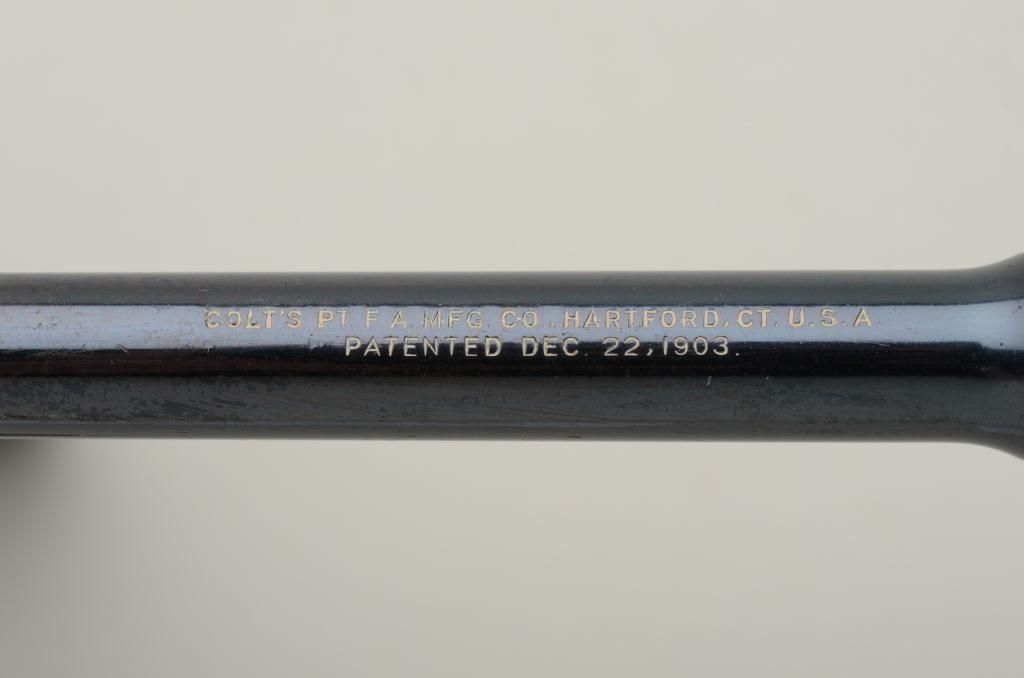 COLT'S PT. F. A. MFG. CO., HARTFORD, CT. U.S.A.
PATENTED DEC. 22, 1903.